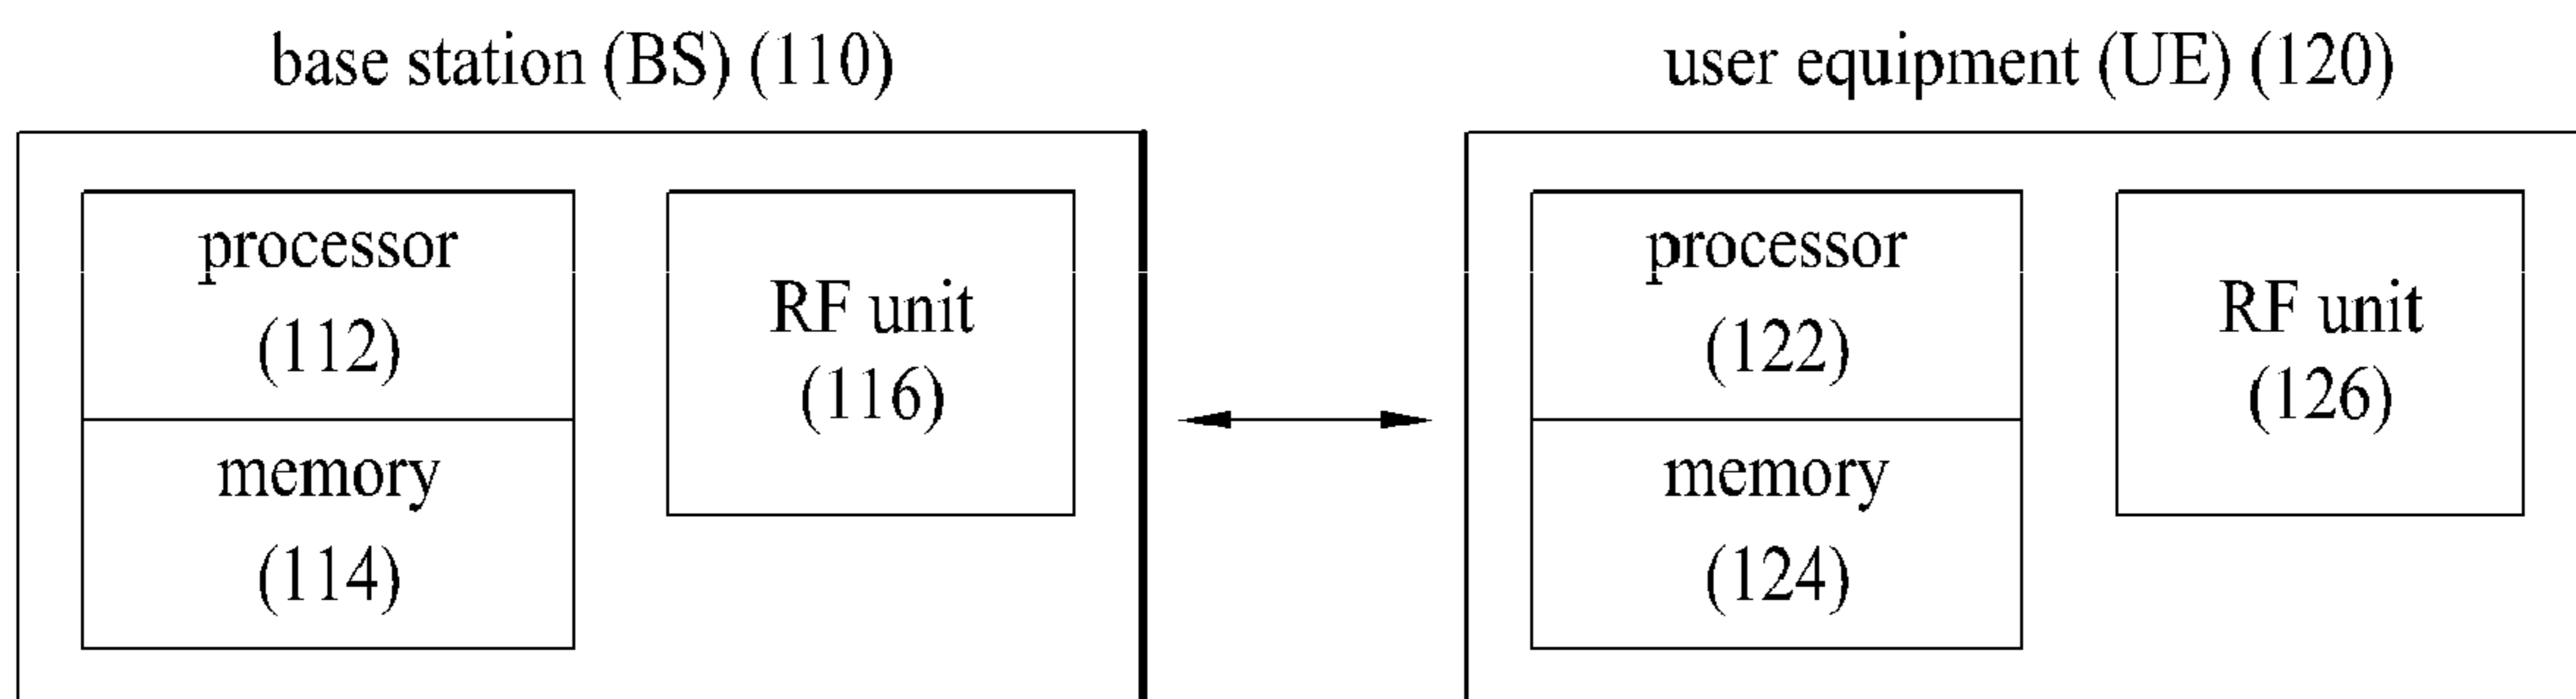 base station (BS) (110)
processor
(112)
memory
(114)
RF unit
(116)
user equipment (UE) (120)
processor
(122)
memory
(124)
RF unit
(126)